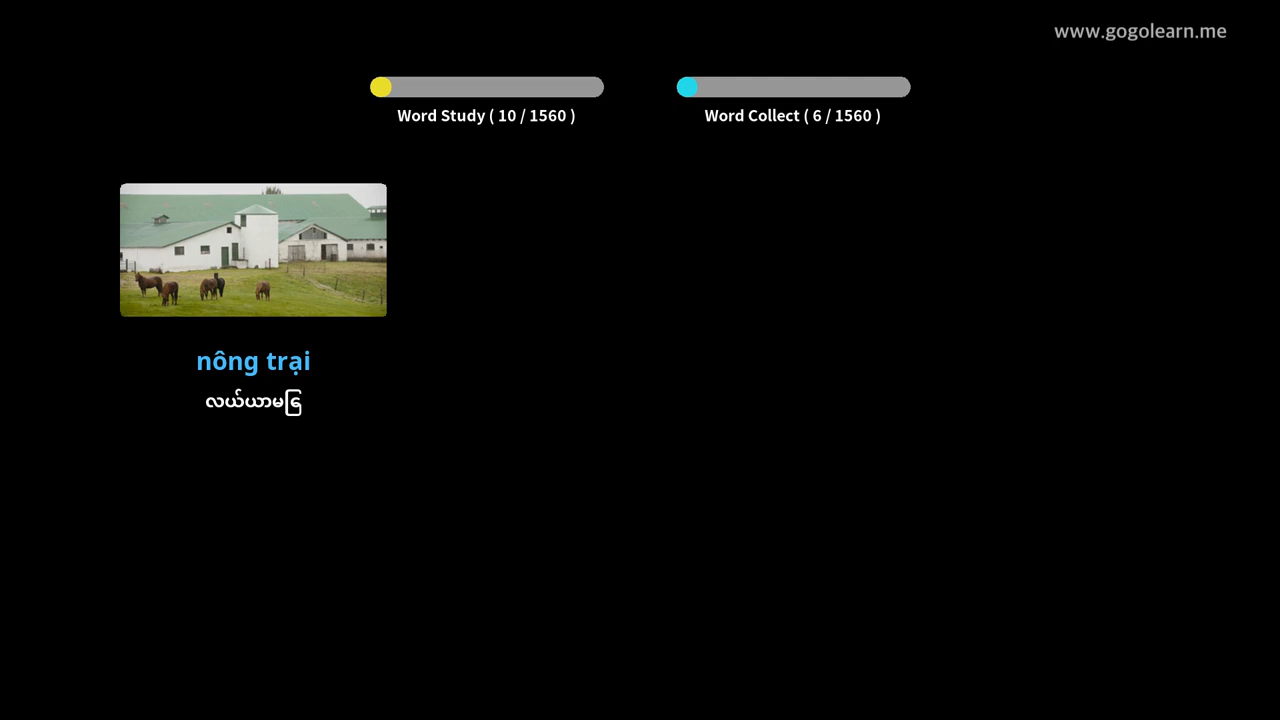 www.gogolearn.me
Word Study ( 10 / 1560 )
Word Collect ( 6 / 1560 )
nông trại
လယ်ယာမြေ